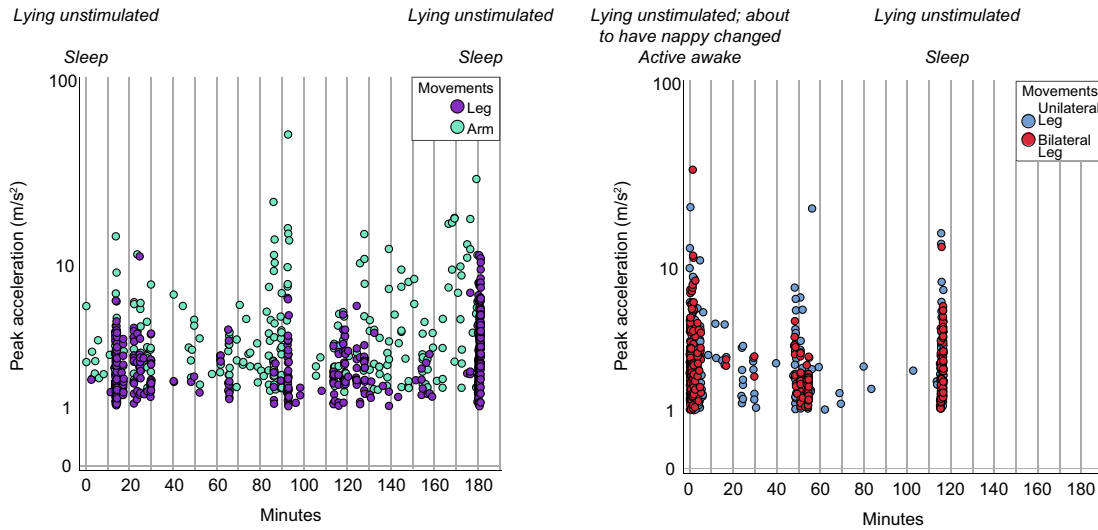 Lying unstimulated
Sleep
Lying unstimulated
Sleep
Movements
Leg
Arm
Peak acceleration (m/s²)
100
10
1
0
0 20 40 60 80 100 120 140 160 180
Minutes
Lying unstimulated; about
to have nappy changed
Active awake
Lying unstimulated
Sleep
Movements
Unilateral
Leg
Bilateral
Leg
Peak acceleration (m/s²)
100
10
1
0
0 20 40 60 80 100 120 140 160 180
Minutes